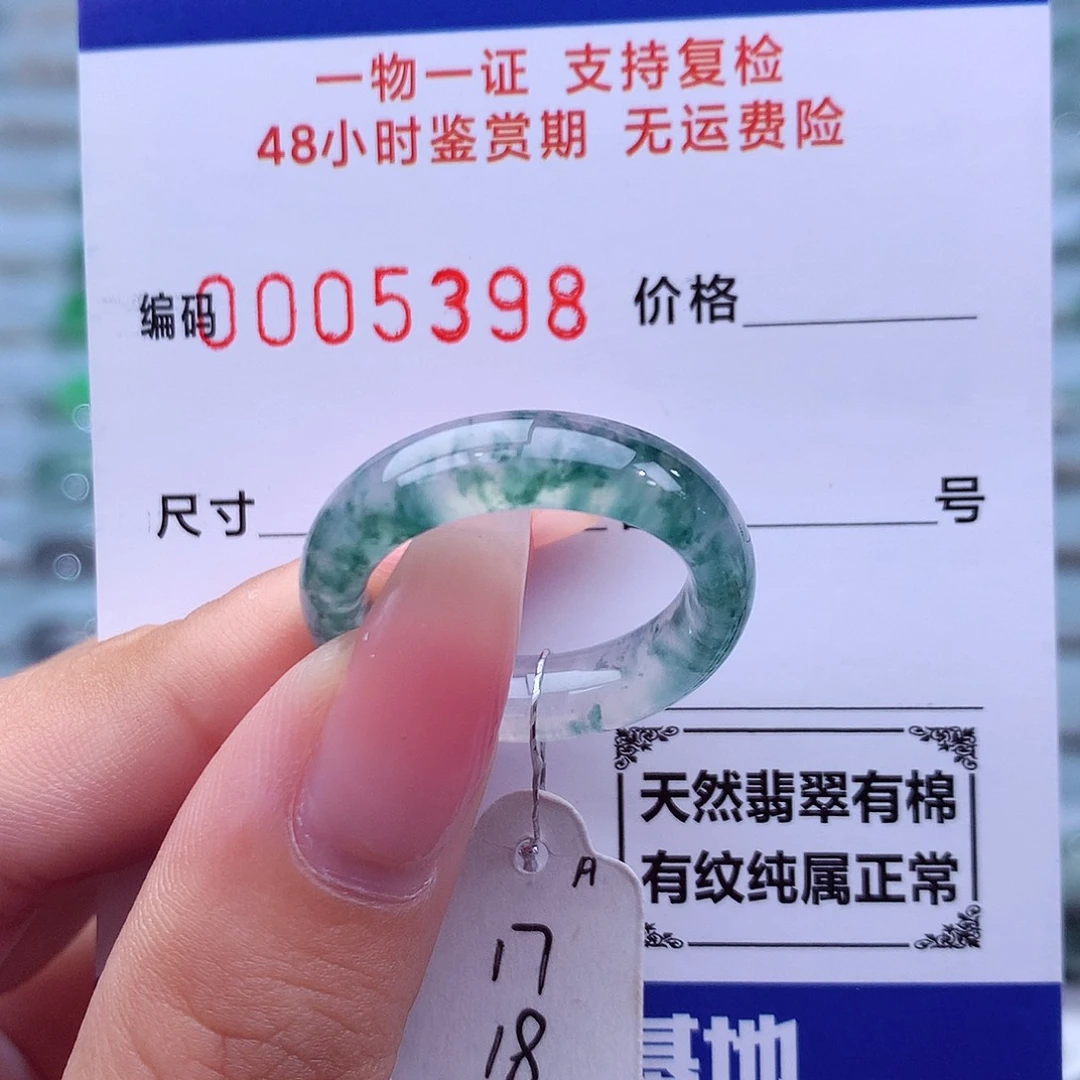 一物一证 支持复检
48小时鉴赏期 无运费险
编码0005398 价格
尺寸 号
天然翡翠有棉
有纹纯属正常
A
17
18
基地